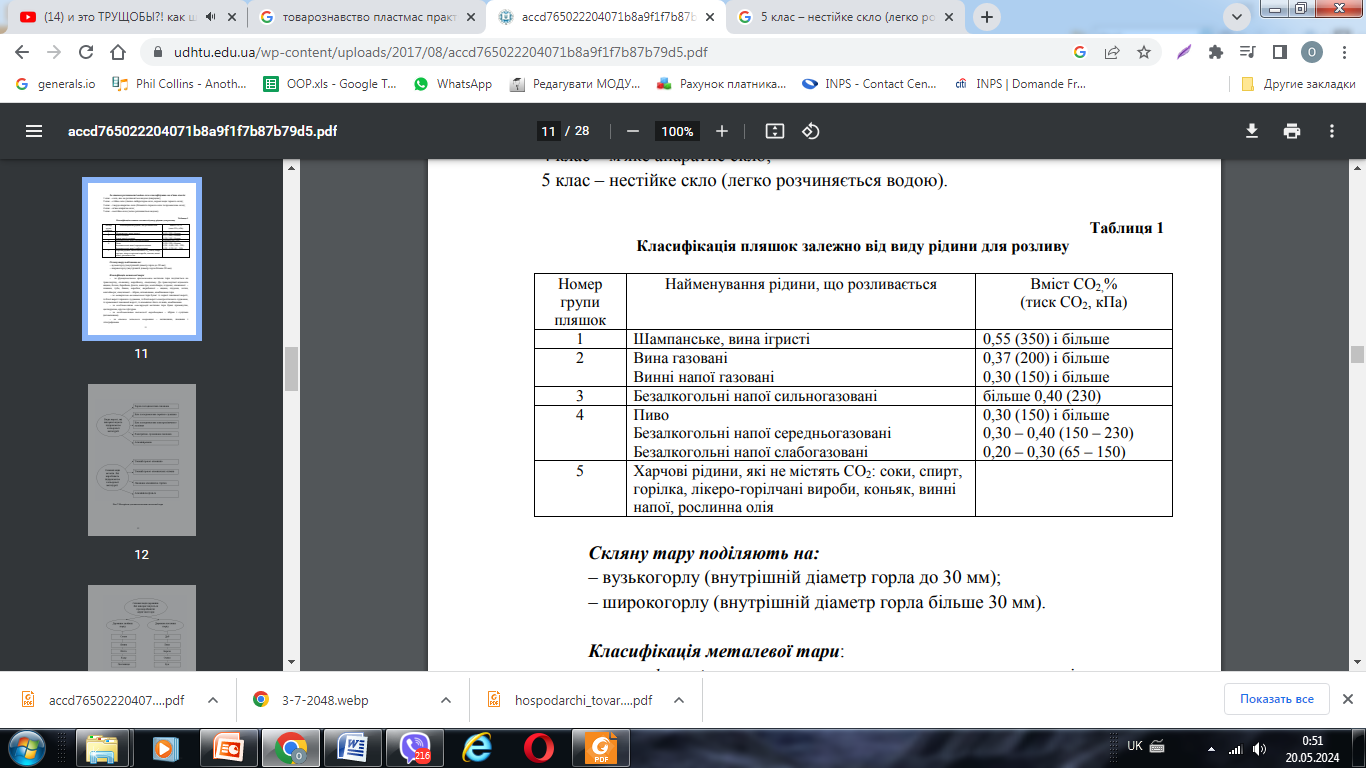 (14) и это ТРУЩОБЫ?! как ш
товарознавство пластмас практ
accd765022204071b8a9f1f7b87b
5 клас – нестійке скло (легко ро
udhtu.edu.ua/wp-content/uploads/2017/08/accd765022204071b8a9f1f7b87b79d5.pdf
O
generals.io
Phil Collins - Anoth...
OOP.xls - Google T...
WhatsApp
Редагувати МОДУ...
Рахунок платника...
INPS - Contact Cen...
citi
INPS | Domande Fr...
Другие закладки
accd765022204071b8a9f1f7b87b79d5.pdf
11 / 28
100%
11
12
5 клас – нестійке скло (легко розчиняється водою).
Таблиця 1
Класифікація пляшок залежно від виду рідини для розливу
Номер групи пляшок
Найменування рідини, що розливається
Вміст CO₂,%
(тиск CO₂, кПа)
1 Шампанське, вина ігристі 0,55 (350) і більше
2 Вина газовані 0,37 (200) і більше
Винні напої газовані 0,30 (150) і більше
3 Безалкогольні напої сильногазовані більше 0,40 (230)
4 Пиво 0,30 (150) і більше
Безалкогольні напої середньогазовані 0,30 – 0,40 (150 – 230)
Безалкогольні напої слабогазовані 0,20 – 0,30 (65 – 150)
5 Харчові рідини, які не містять CO₂: соки, спирт,
горілка, лікеро-горілчані вироби, коньяк, винні
напої, рослинна олія
Скляну тару поділяють на:
– вузькогорлу (внутрішній діаметр горла до 30 мм);
– широкогорлу (внутрішній діаметр горла більше 30 мм).
Класифікація металевої тари:
accd76502220407....pdf
3-7-2048.webp
hospodarchi_tovar....pdf
Показать все
216
PDF
UK
0:51
20.05.2024